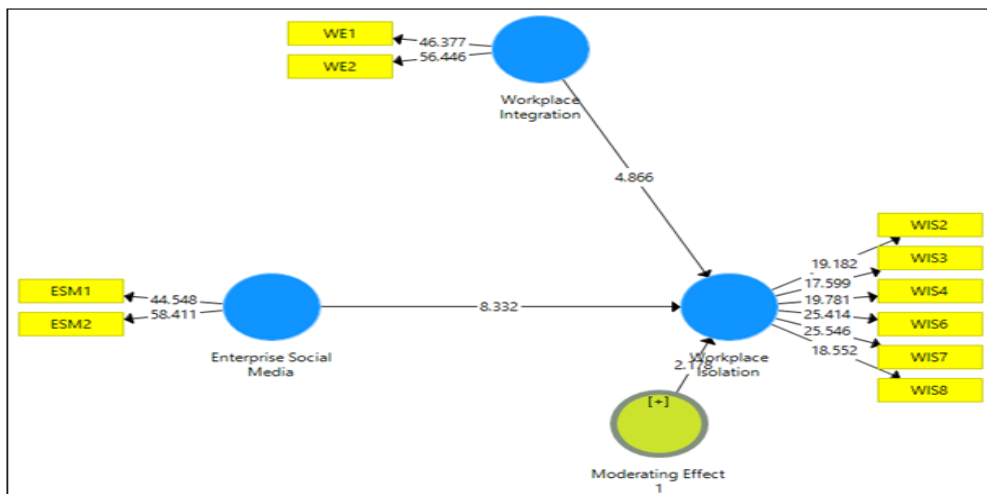 WE1
46.377
WE2
56.446
Workplace
Integration
4.866
ESM1
44.548
ESM2
58.411
Enterprise Social
Media
8.332
WIS2
19.182
WIS3
17.599
WIS4
19.781
25.414
WIS6
25.546
WIS7
18.552
WIS8
Workplace
Isolation
2.178
[+]
Moderating Effect
1